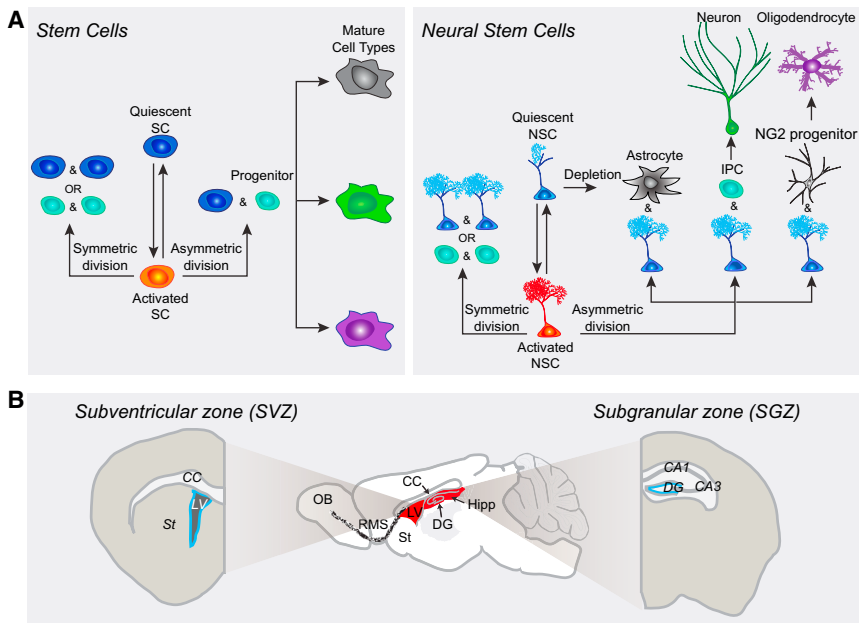 A
Stem Cells
Mature
Cell Types
Quiescent
SC
&
OR
&
Progenitor
&
Symmetric
division
Asymmetric
division
Activated
SC
Neural Stem Cells
Neuron
Oligodendrocyte
Quiescent
NSC
Depletion
Astrocyte
IPC
NG2 progenitor
&
&
&
&
OR
&
Symmetric
division
Asymmetric
division
Activated
NSC
B
Subventricular zone (SVZ)
Subgranular zone (SGZ)
CC
LV
St
OB
RMS
CC
LV
St
DG
Hipp
CA1
DG
CA3